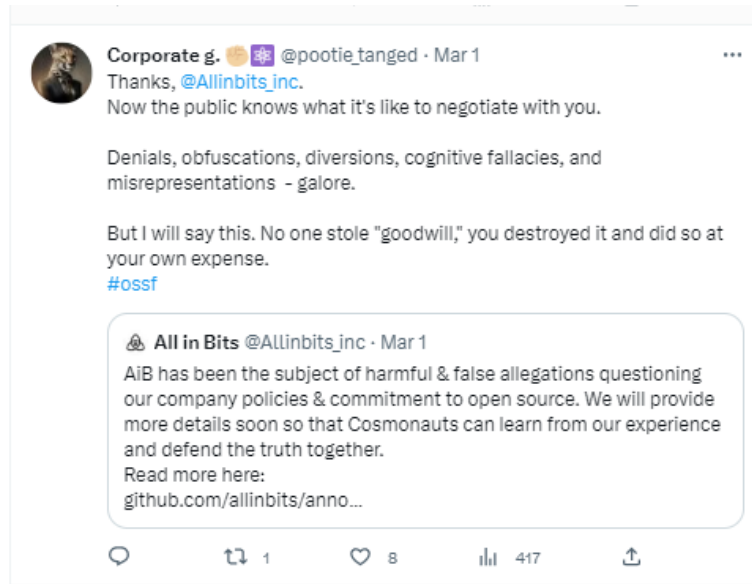 Corporate g. ✊🏼⚛️ @pootie_tanged · Mar 1
Thanks, @Allinbits_inc.
Now the public knows what it's like to negotiate with you.
Denials, obfuscations, diversions, cognitive fallacies, and
misrepresentations - galore.
But I will say this. No one stole "goodwill," you destroyed it and did so at
your own expense.
#ossf
All in Bits @Allinbits_inc · Mar 1
AiB has been the subject of harmful & false allegations questioning
our company policies & commitment to open source. We will provide
more details soon so that Cosmonauts can learn from our experience
and defend the truth together.
Read more here:
github.com/allinbits/anno...
1 8 417